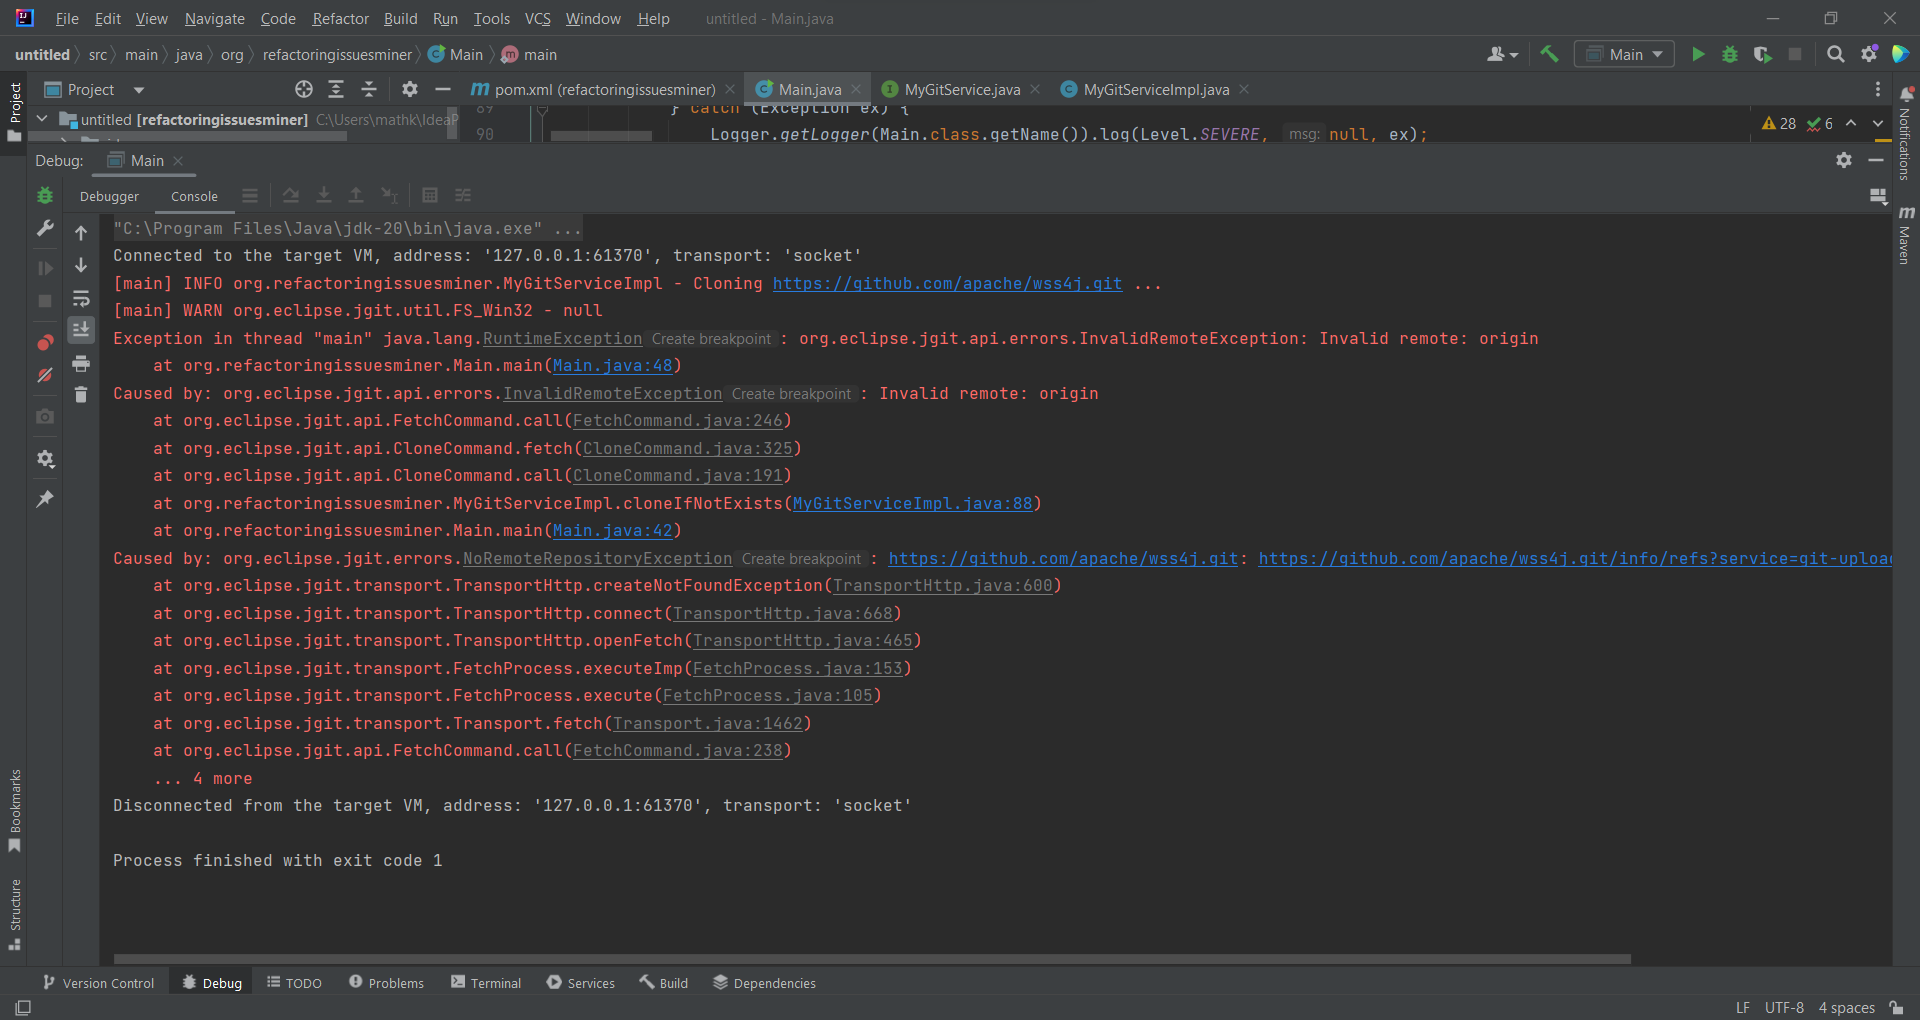 File Edit View Navigate Code Refactor Build Run Tools VCS Window Help untitled - Main.java
untitled src main java org refactoringissuesminer Main main Main
Project pom.xml (refactoringissuesminer) Main.java MyGitService.java MyGitServiceImpl.java
untitled [refactoringissuesminer] C:\Users\mathk\IdeaP
89 } catch (Exception ex) {
90 Logger.getLogger(Main.class.getName()).log(Level.SEVERE, msg: null, ex);
28 6
Debug: Main
Debugger Console
"C:\Program Files\Java\jdk-20\bin\java.exe" ...
Connected to the target VM, address: '127.0.0.1:61370', transport: 'socket'
[main] INFO org.refactoringissuesminer.MyGitServiceImpl - Cloning https://github.com/apache/wss4j.git ...
[main] WARN org.eclipse.jgit.util.FS_Win32 - null
Exception in thread "main" java.lang.RuntimeException Create breakpoint : org.eclipse.jgit.api.errors.InvalidRemoteException: Invalid remote: origin
at org.refactoringissuesminer.Main.main(Main.java:48)
Caused by: org.eclipse.jgit.api.errors.InvalidRemoteException Create breakpoint : Invalid remote: origin
at org.eclipse.jgit.api.FetchCommand.call(FetchCommand.java:246)
at org.eclipse.jgit.api.CloneCommand.fetch(CloneCommand.java:325)
at org.eclipse.jgit.api.CloneCommand.call(CloneCommand.java:191)
at org.refactoringissuesminer.MyGitServiceImpl.cloneIfNotExists(MyGitServiceImpl.java:88)
at org.refactoringissuesminer.Main.main(Main.java:42)
Caused by: org.eclipse.jgit.errors.NoRemoteRepositoryException Create breakpoint : https://github.com/apache/wss4j.git: https://github.com/apache/wss4j.git/info/refs?service=git-uploa
at org.eclipse.jgit.transport.TransportHttp.createNotFoundException(TransportHttp.java:600)
at org.eclipse.jgit.transport.TransportHttp.connect(TransportHttp.java:668)
at org.eclipse.jgit.transport.TransportHttp.openFetch(TransportHttp.java:465)
at org.eclipse.jgit.transport.FetchProcess.executeImp(FetchProcess.java:153)
at org.eclipse.jgit.transport.FetchProcess.execute(FetchProcess.java:105)
at org.eclipse.jgit.transport.Transport.fetch(Transport.java:1462)
at org.eclipse.jgit.api.FetchCommand.call(FetchCommand.java:238)
... 4 more
Disconnected from the target VM, address: '127.0.0.1:61370', transport: 'socket'
Process finished with exit code 1
Project
Bookmarks
Structure
Notifications
Maven
Version Control Debug TODO Problems Terminal Services Build Dependencies
LF UTF-8 4 spaces